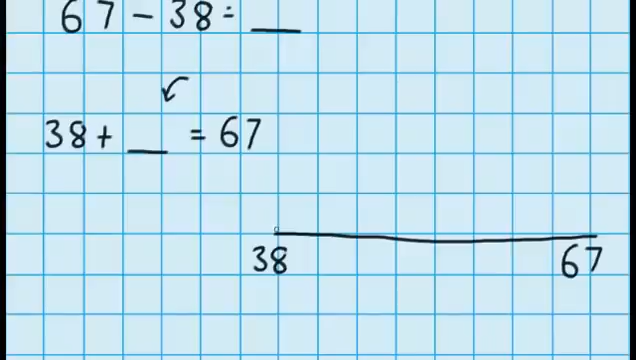 67 - 38 = __
38 + __ = 67
38 67